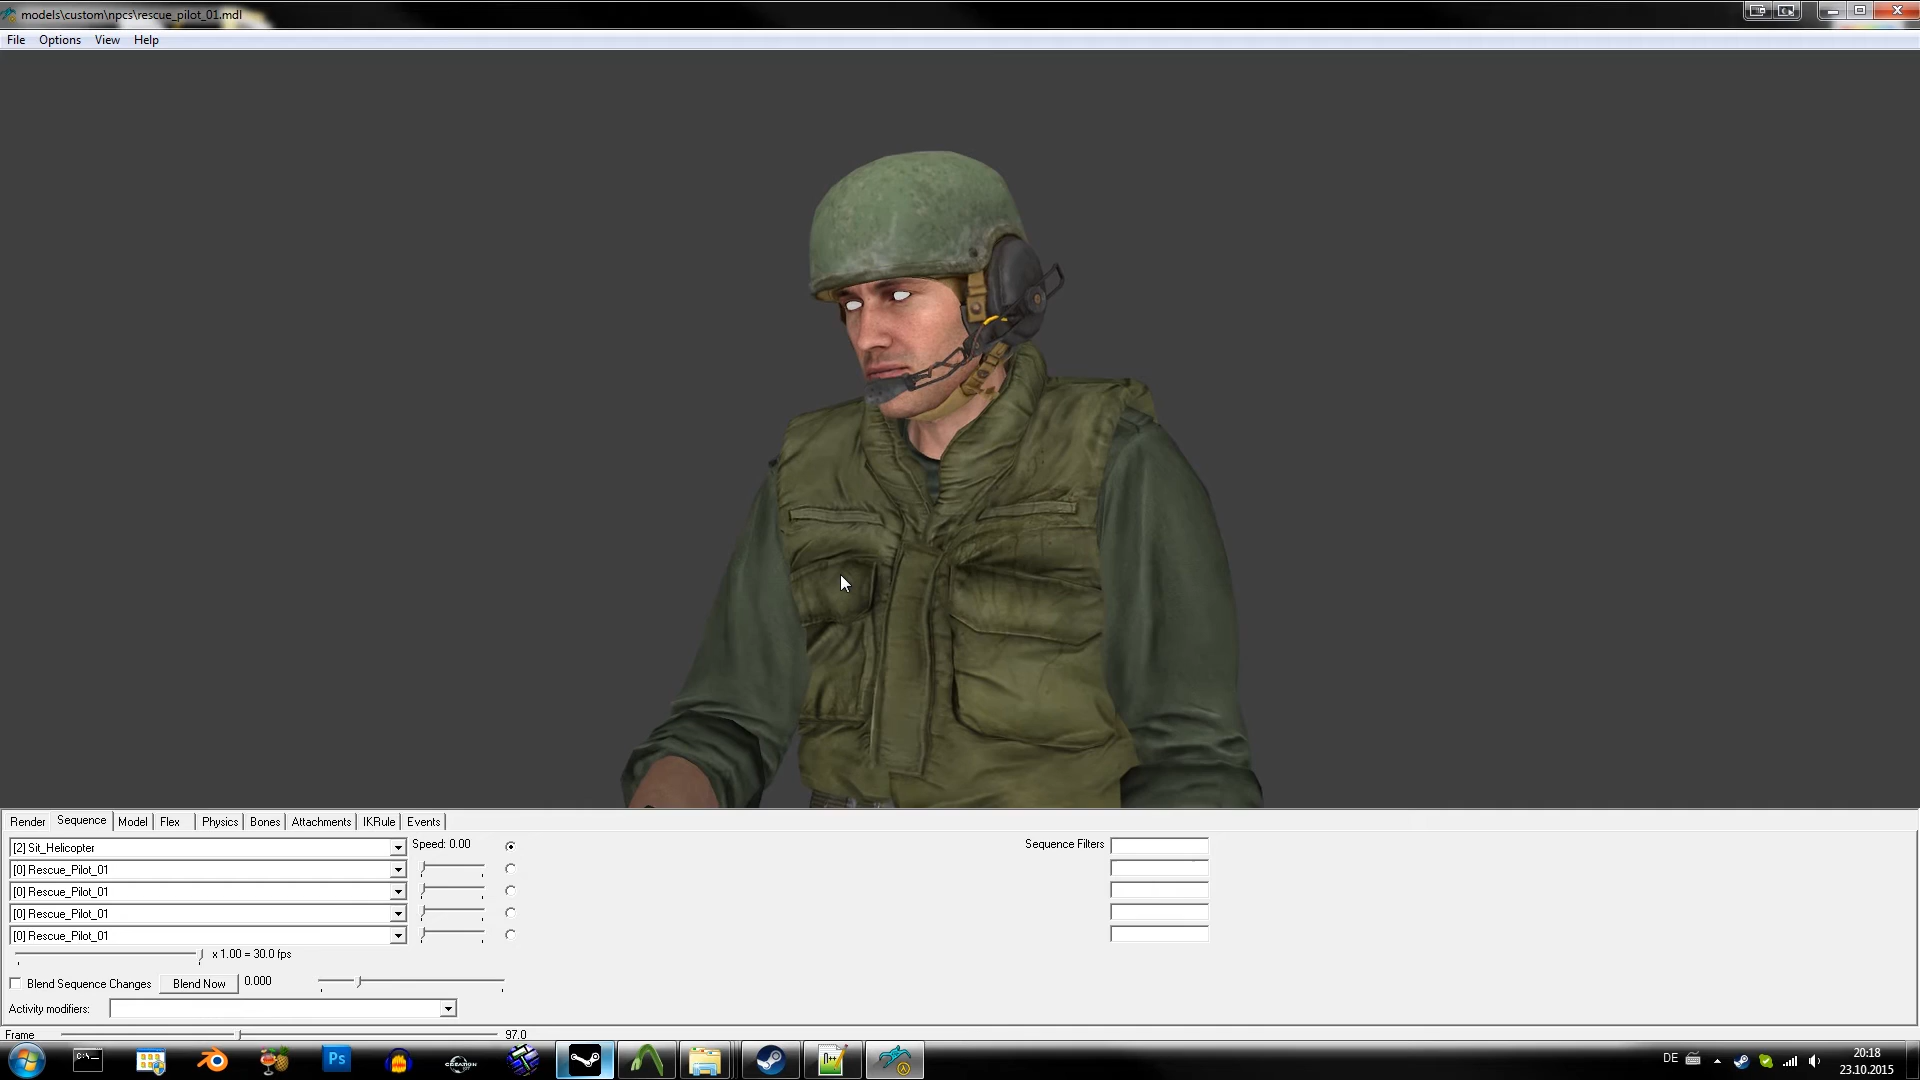 models\custom\npcs\rescue_pilot_01.mdl
File Options View Help
Render Sequence Model Flex Physics Bones Attachments IKRule Events
[2] Sit_Helicopter Speed: 0.00 Sequence Filters
[0] Rescue_Pilot_01
[0] Rescue_Pilot_01
[0] Rescue_Pilot_01
[0] Rescue_Pilot_01
x 1.00 = 30.0 fps
Blend Sequence Changes Blend Now 0.000
Activity modifiers:
Frame 97.0
C:\_ Ps CREATION n++ DE 20:18
23.10.2015